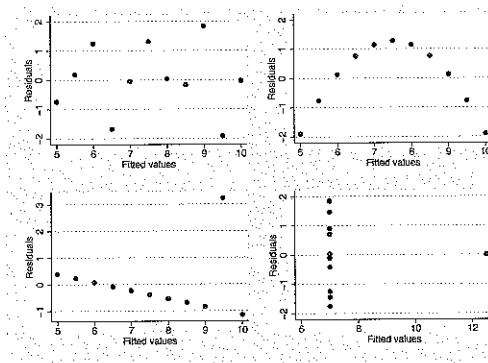 Residuals
-2 -1 0 1 2
5 6 7 8 9 10
Fitted values
Residuals
-2 -1 0 1 2
5 6 7 8 9 10
Fitted values
Residuals
-1 0 1 2 3
5 6 7 8 9 10
Fitted values
Residuals
-2 -1 0 1 2
6 8 10 12
Fitted values